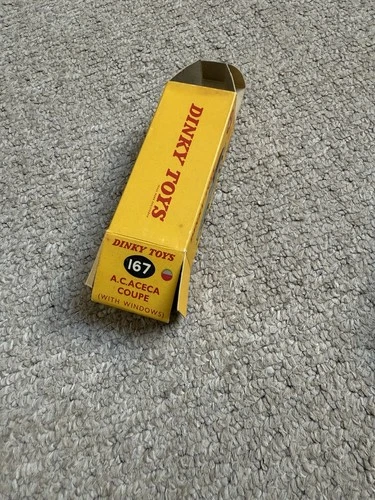 DINKY TOYS
DINKY TOYS
167
A.C.ACECA
COUPE
(WITH WINDOWS)